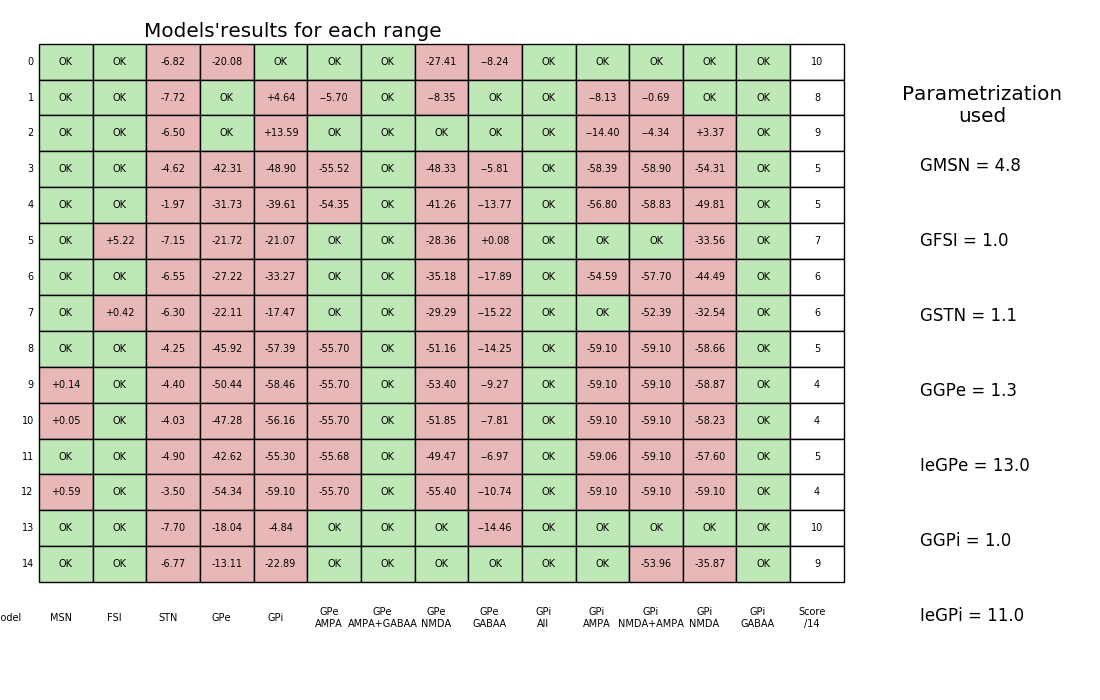 Models'results for each range
0 OK OK -6.82 -20.08 OK OK OK -27.41 --8.24 OK OK OK OK OK 10
1 OK OK -7.72 OK +4.64 --5.70 OK --8.35 OK OK --8.13 --0.69 OK OK 8
2 OK OK -6.50 OK +13.59 OK OK OK OK OK --14.40 --4.34 +3.37 OK 9
3 OK OK -4.62 -42.31 -48.90 -55.52 OK -48.33 --5.81 OK -58.39 -58.90 -54.31 OK 5
4 OK OK -1.97 -31.73 -39.61 -54.35 OK -41.26 --13.77 OK -56.80 -58.83 -49.81 OK 5
5 OK +5.22 -7.15 -21.72 -21.07 OK OK -28.36 +0.08 OK OK OK -33.56 OK 7
6 OK OK -6.55 -27.22 -33.27 OK OK -35.18 --17.89 OK -54.59 -57.70 -44.49 OK 6
7 OK +0.42 -6.30 -22.11 -17.47 OK OK -29.29 --15.22 OK OK -52.39 -32.54 OK 6
8 OK OK -4.25 -45.92 -57.39 -55.70 OK -51.16 --14.25 OK -59.10 -59.10 -58.66 OK 5
9 +0.14 OK -4.40 -50.44 -58.46 -55.70 OK -53.40 --9.27 OK -59.10 -59.10 -58.87 OK 4
10 +0.05 OK -4.03 -47.28 -56.16 -55.70 OK -51.85 --7.81 OK -59.10 -59.10 -58.23 OK 4
11 OK OK -4.90 -42.62 -55.30 -55.68 OK -49.47 --6.97 OK -59.06 -59.10 -57.60 OK 5
12 +0.59 OK -3.50 -54.34 -59.10 -55.70 OK -55.40 --10.74 OK -59.10 -59.10 -59.10 OK 4
13 OK OK -7.70 -18.04 -4.84 OK OK OK --14.46 OK OK OK OK OK 10
14 OK OK -6.77 -13.11 -22.89 OK OK OK OK OK OK -53.96 -35.87 OK 9
odel MSN FSI STN GPe GPi GPe GPe GPe GPe GPi GPi GPi GPi GPi Score
AMPA AMPA+GABAA NMDA GABAA All AMPA NMDA+AMPA NMDA GABAA /14
Parametrization
used
GMSN = 4.8
GFSI = 1.0
GSTN = 1.1
GGPe = 1.3
IeGPe = 13.0
GGPi = 1.0
IeGPi = 11.0